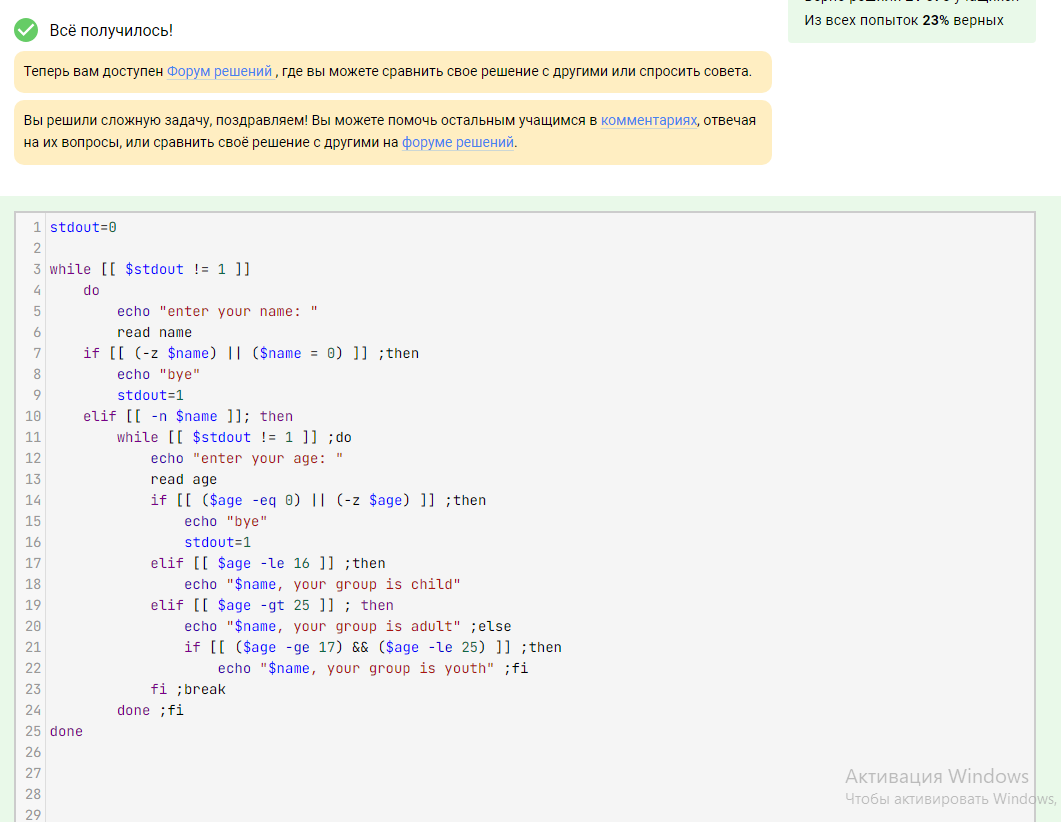 Из всех попыток 23% верных
Всё получилось!
Теперь вам доступен Форум решений , где вы можете сравнить свое решение с другими или спросить совета.
Вы решили сложную задачу, поздравляем! Вы можете помочь остальным учащимся в комментариях, отвечая
на их вопросы, или сравнить своё решение с другими на форуме решений.
1 stdout=0
2
3 while [[ $stdout != 1 ]]
4     do
5         echo "enter your name: "
6         read name
7     if [[ (-z $name) || ($name = 0) ]] ;then
8         echo "bye"
9         stdout=1
10     elif [[ -n $name ]]; then
11         while [[ $stdout != 1 ]] ;do
12             echo "enter your age: "
13             read age
14             if [[ ($age -eq 0) || (-z $age) ]] ;then
15                 echo "bye"
16                 stdout=1
17             elif [[ $age -le 16 ]] ;then
18                 echo "$name, your group is child"
19             elif [[ $age -gt 25 ]] ; then
20                 echo "$name, your group is adult" ;else
21                 if [[ ($age -ge 17) && ($age -le 25) ]] ;then
22                     echo "$name, your group is youth" ;fi
23             fi ;break
24         done ;fi
25 done
26
27
28
29
Активация Windows
Чтобы активировать Windows,